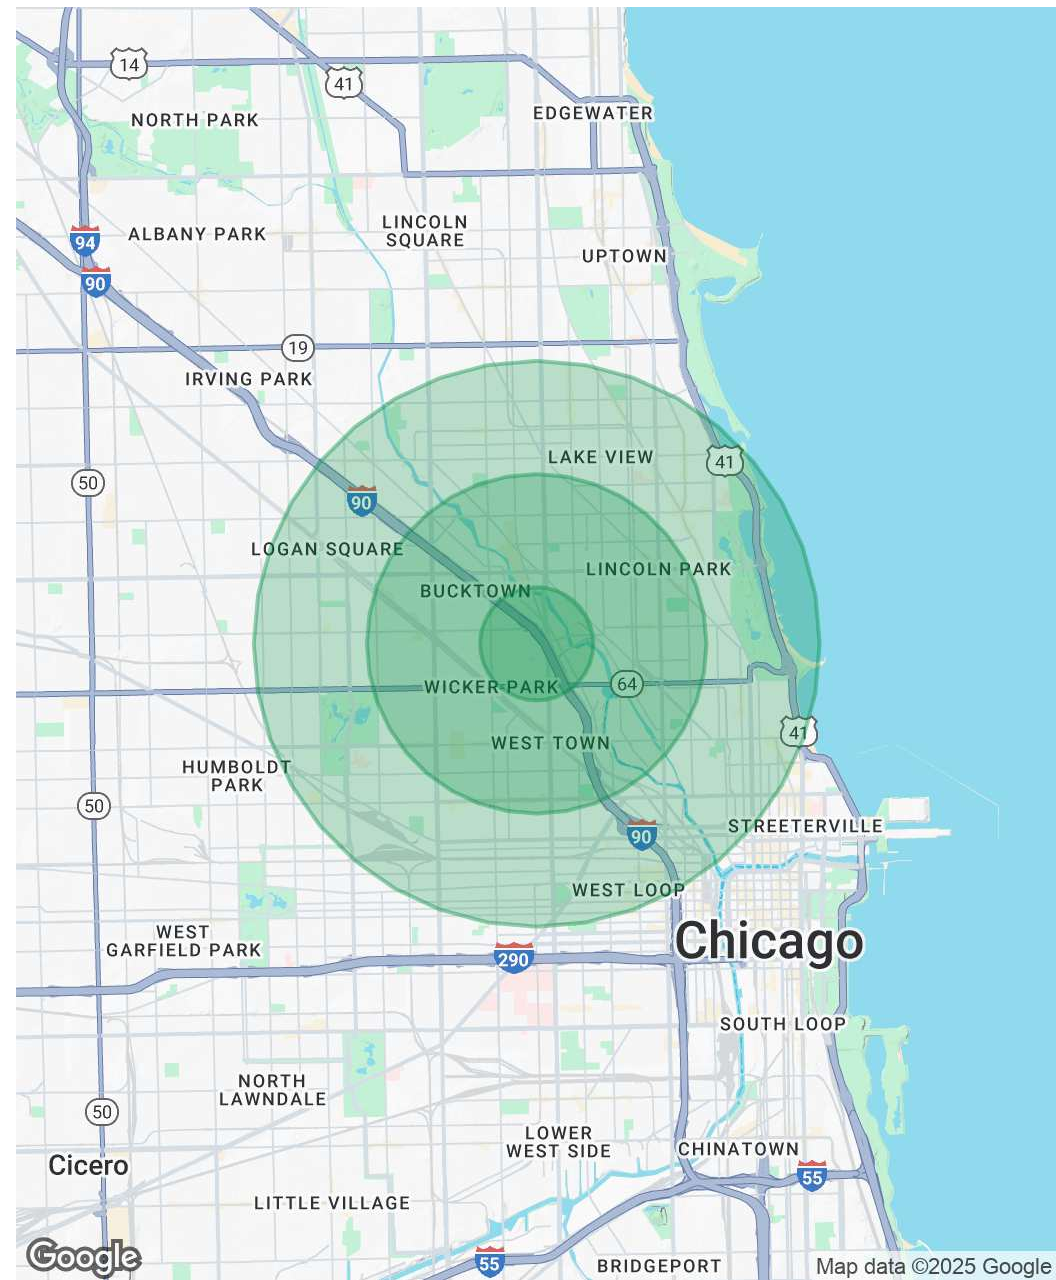 14
41
EDGEWATER
NORTH PARK
LINCOLN
SQUARE
ALBANY PARK
94
UPTOWN
90
19
IRVING PARK
LAKE VIEW
41
50
90
LOGAN SQUARE
LINCOLN PARK
BUCKTOWN
WICKER PARK
64
WEST TOWN
41
HUMBOLDT
PARK
50
STREETERVILLE
90
WEST LOOP
WEST
GARFIELD PARK
Chicago
290
SOUTH LOOP
NORTH
LAWNDALE
50
LOWER
WEST SIDE
CHINATOWN
Cicero
55
LITTLE VILLAGE
Google
55
BRIDGEPORT
Map data ©2025 Google